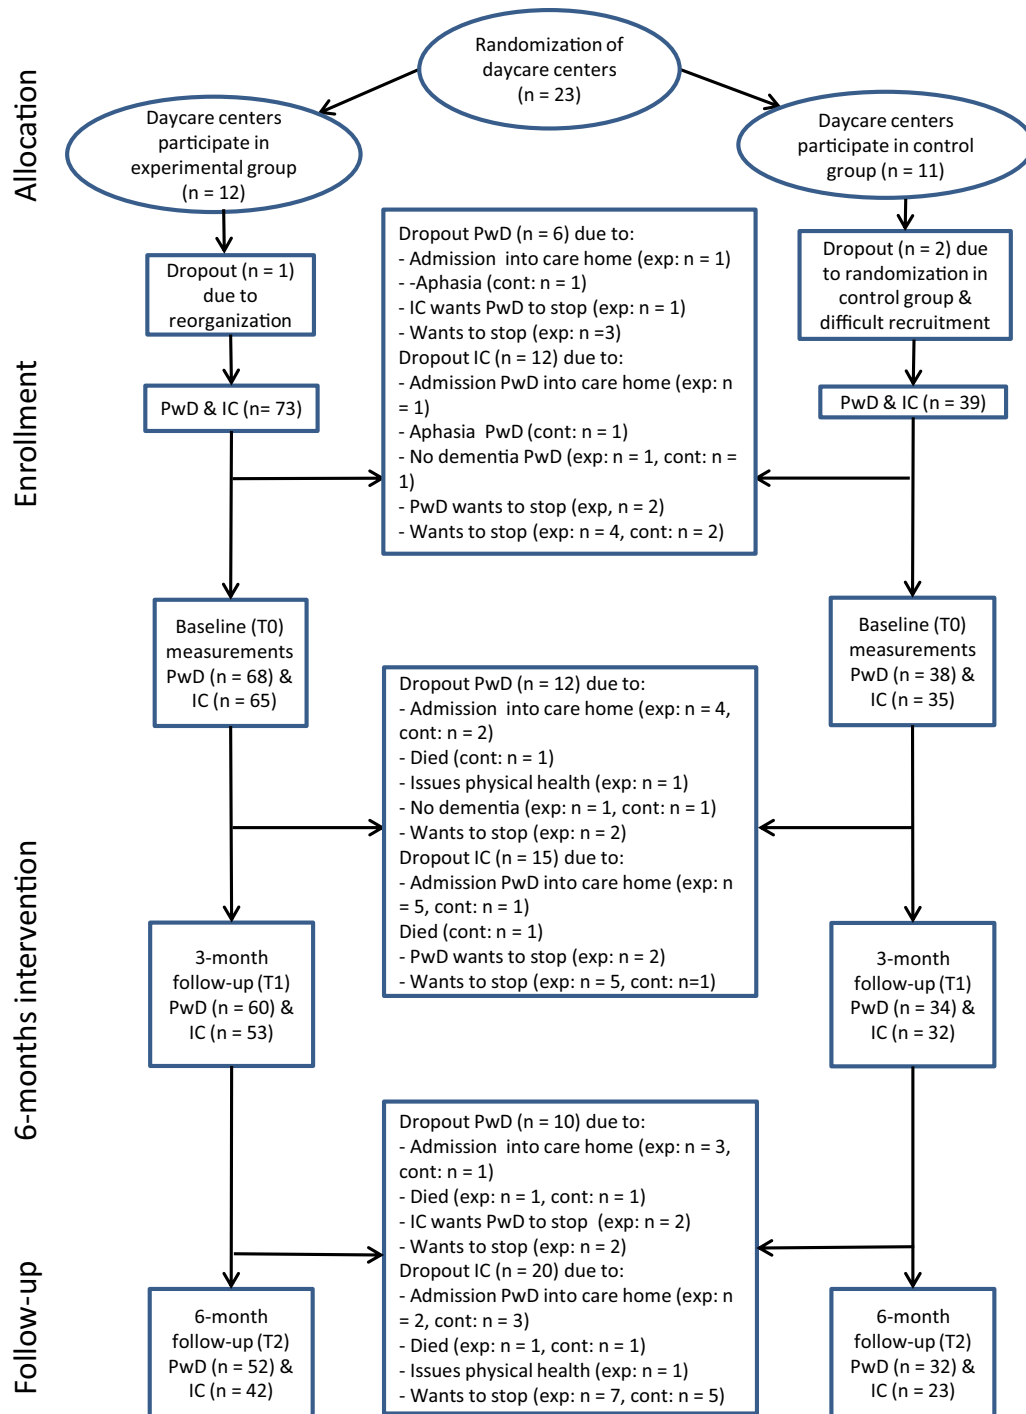 Randomization of
daycare centers
(n = 23)
Allocation
Daycare centers
participate in
experimental group
(n = 12)
Daycare centers
participate in control
group (n = 11)
Dropout (n = 1)
due to
reorganization
Dropout (n = 2) due
to randomization in
control group &
difficult recruitment
Dropout PwD (n = 6) due to:
- Admission  into care home (exp: n = 1)
- -Aphasia (cont: n = 1)
- IC wants PwD to stop (exp: n = 1)
- Wants to stop (exp: n =3)
Dropout IC (n = 12) due to:
- Admission PwD into care home (exp:
n = 1)
- Aphasia  PwD (cont: n = 1)
- No dementia PwD (exp: n = 1, cont: n =
1)
- PwD wants to stop (exp, n = 2)
- Wants to stop (exp: n = 4, cont: n = 2)
Enrollment
PwD & IC (n= 73)
PwD & IC (n = 39)
Baseline (T0)
measurements
PwD (n = 68) &
IC (n = 65)
Baseline (T0)
measurements
PwD (n = 38) &
IC (n = 35)
Dropout PwD (n = 12) due to:
- Admission  into care home (exp: n = 4,
cont: n = 2)
- Died (cont: n = 1)
- Issues physical health (exp: n = 1)
- No dementia (exp: n = 1, cont: n = 1)
- Wants to stop (exp: n = 2)
Dropout IC (n = 15) due to:
- Admission PwD into care home (exp: n
= 5, cont: n = 1)
Died (cont: n = 1)
- PwD wants to stop (exp: n = 2)
- Wants to stop (exp: n = 5, cont: n=1)
6-months intervention
3-month
follow-up (T1)
PwD (n = 60) &
IC (n = 53)
3-month
follow-up (T1)
PwD (n = 34) &
IC (n = 32)
Dropout PwD (n = 10) due to:
- Admission  into care home (exp: n = 3,
cont: n = 1)
- Died (exp: n = 1, cont: n = 1)
- IC wants PwD to stop  (exp: n = 2)
- Wants to stop (exp: n = 2)
Dropout IC (n = 20) due to:
- Admission PwD into care home (exp: n
= 2, cont: n = 3)
- Died (exp: n = 1, cont: n = 1)
- Issues physical health (exp: n = 1)
- Wants to stop (exp: n = 7, cont: n = 5)
Follow-up
6-month
follow-up (T2)
PwD (n = 52) &
IC (n = 42)
6-month
follow-up (T2)
PwD (n = 32) &
IC (n = 23)